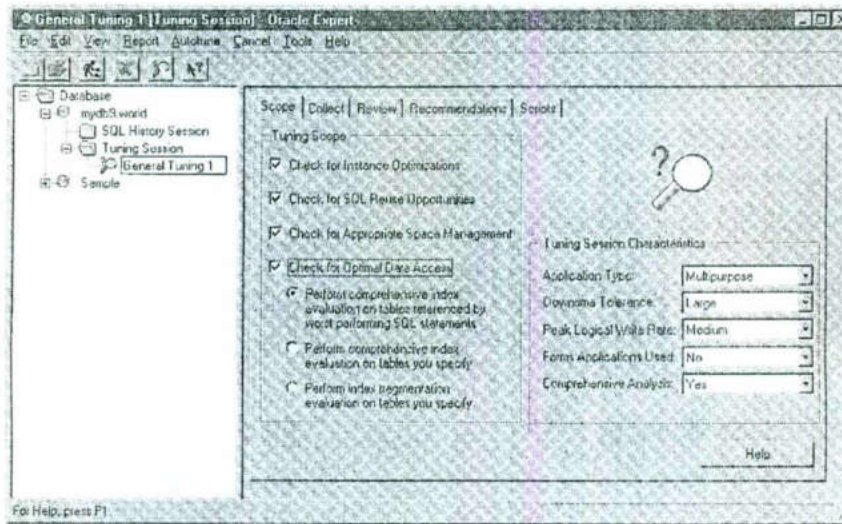 General Tuning 1 [Tuning Session] - Oracle Expert
File Edit View Report Autotune Cancel Tools Help
Database
mydb9.world
SQL History Session
Tuning Session
General Tuning 1
Sample
Scope Collect Review Recommendations Scripts
Tuning Scope
Check for Instance Optimizations
Check for SQL Reuse Opportunities
Check for Appropriate Space Management
Check for Optimal Data Access
Perform comprehensive index
evaluation on tables referenced by
worst performing SQL statements
Perform comprehensive index
evaluation on tables you specify
Perform index fragmentation
evaluation on tables you specify
?
Tuning Session Characteristics
Application Type: Multipurpose
Downtime Tolerance: Large
Peak Logical Write Rate: Medium
Forms Applications Used: No
Comprehensive Analysis: Yes
Help
For Help, press F1